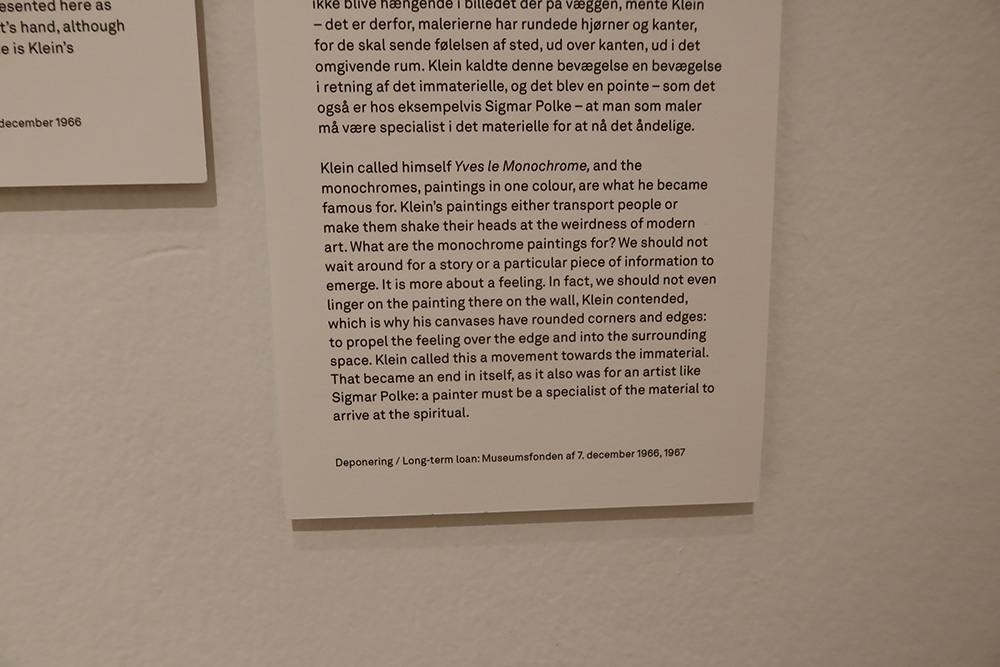 esented here as
t's hand, although
e is Klein's
december 1966
ikke blive hængende i billedet der på væggen, mente Klein
– det er derfor, malerierne har rundede hjørner og kanter,
for de skal sende følelsen af sted, ud over kanten, ud i det
omgivende rum. Klein kaldte denne bevægelse en bevægelse
i retning af det immaterielle, og det blev en pointe – som det
også er hos eksempelvis Sigmar Polke – at man som maler
må være specialist i det materielle for at nå det åndelige.
Klein called himself Yves le Monochrome, and the
monochromes, paintings in one colour, are what he became
famous for. Klein's paintings either transport people or
make them shake their heads at the weirdness of modern
art. What are the monochrome paintings for? We should not
wait around for a story or a particular piece of information to
emerge. It is more about a feeling. In fact, we should not even
linger on the painting there on the wall, Klein contended,
which is why his canvases have rounded corners and edges:
to propel the feeling over the edge and into the surrounding
space. Klein called this a movement towards the immaterial.
That became an end in itself, as it also was for an artist like
Sigmar Polke: a painter must be a specialist of the material to
arrive at the spiritual.
Deponering / Long-term loan: Museumsfonden af 7. december 1966, 1967